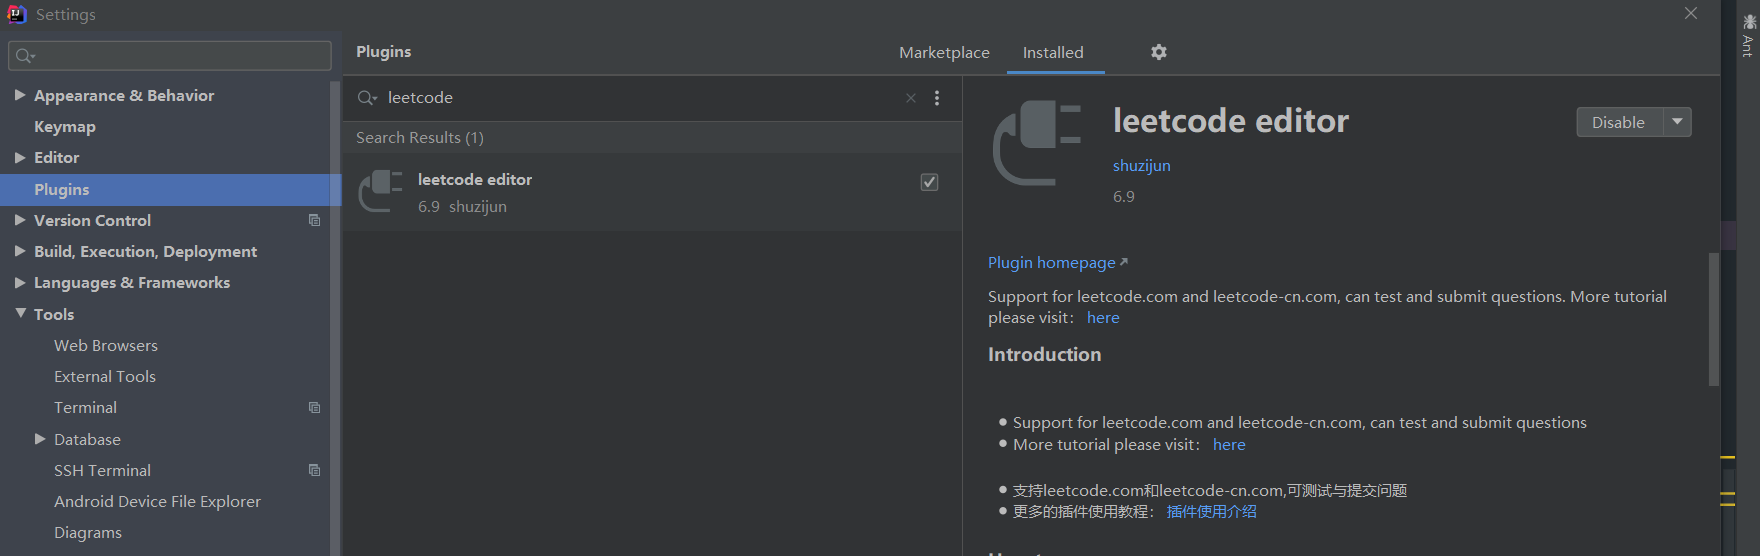 Settings
Plugins
Marketplace
Installed
Ant
leetcode
Search Results (1)
leetcode editor
6.9 shuzijun
Appearance & Behavior
Keymap
Editor
Plugins
Version Control
Build, Execution, Deployment
Languages & Frameworks
Tools
Web Browsers
External Tools
Terminal
Database
SSH Terminal
Android Device File Explorer
Diagrams
leetcode editor
Disable
shuzijun
6.9
Plugin homepage
Support for leetcode.com and leetcode-cn.com, can test and submit questions. More tutorial
please visit： here
Introduction
Support for leetcode.com and leetcode-cn.com, can test and submit questions
More tutorial please visit： here
支持leetcode.com和leetcode-cn.com,可测试与提交问题
更多的插件使用教程： 插件使用介绍